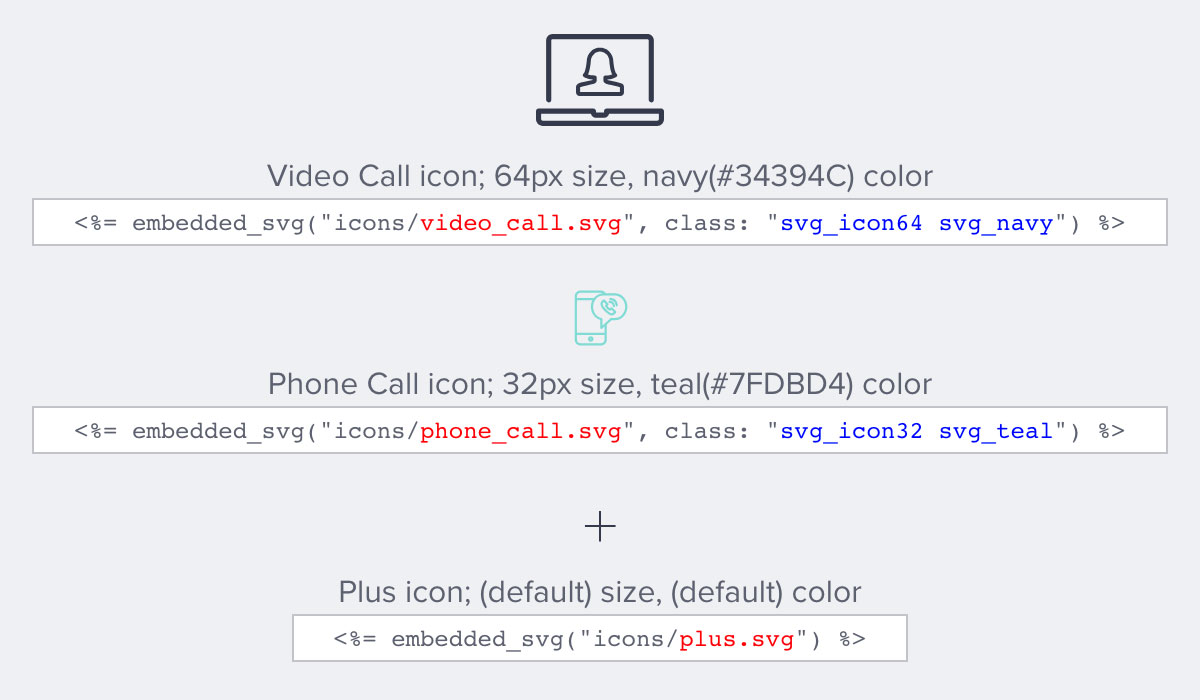 Video Call icon; 64px size, navy(#34394C) color
<%= embedded_svg("icons/video_call.svg", class: "svg_icon64 svg_navy") %>
Phone Call icon; 32px size, teal(#7FDBD4) color
<%= embedded_svg("icons/phone_call.svg", class: "svg_icon32 svg_teal") %>
Plus icon; (default) size, (default) color
<%= embedded_svg("icons/plus.svg") %>